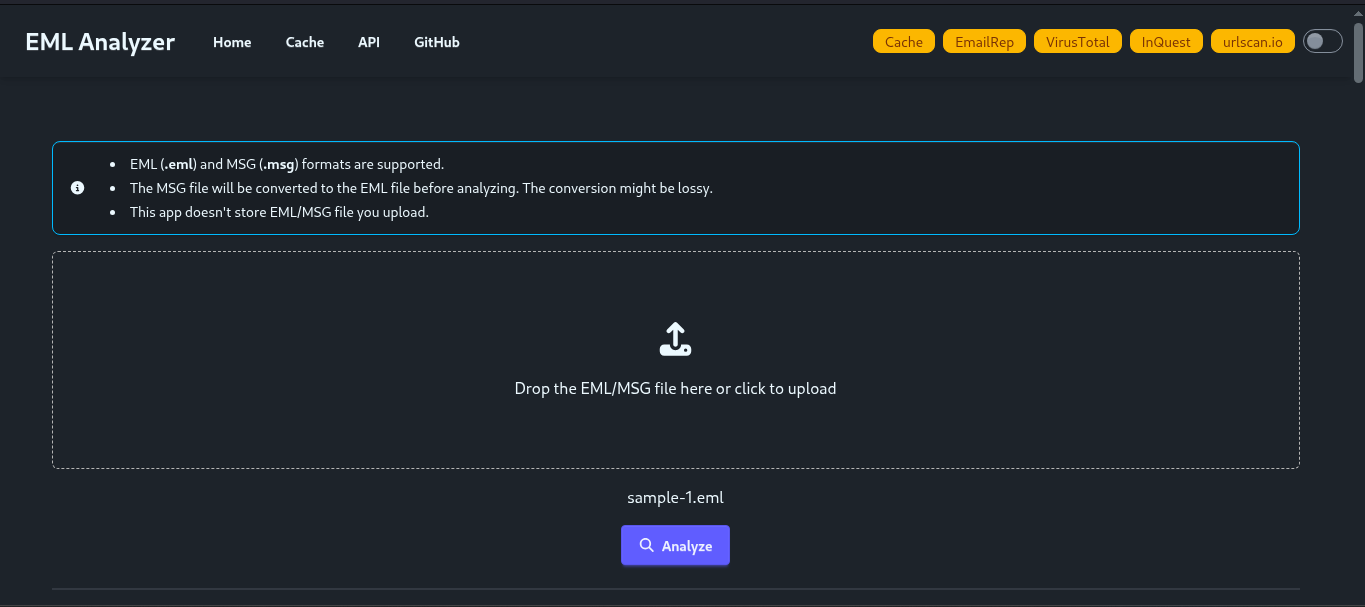 EML Analyzer Home Cache API GitHub Cache EmailRep VirusTotal InQuest urlscan.io
EML (.eml) and MSG (.msg) formats are supported.
The MSG file will be converted to the EML file before analyzing. The conversion might be lossy.
This app doesn't store EML/MSG file you upload.
Drop the EML/MSG file here or click to upload
sample-1.eml
Analyze